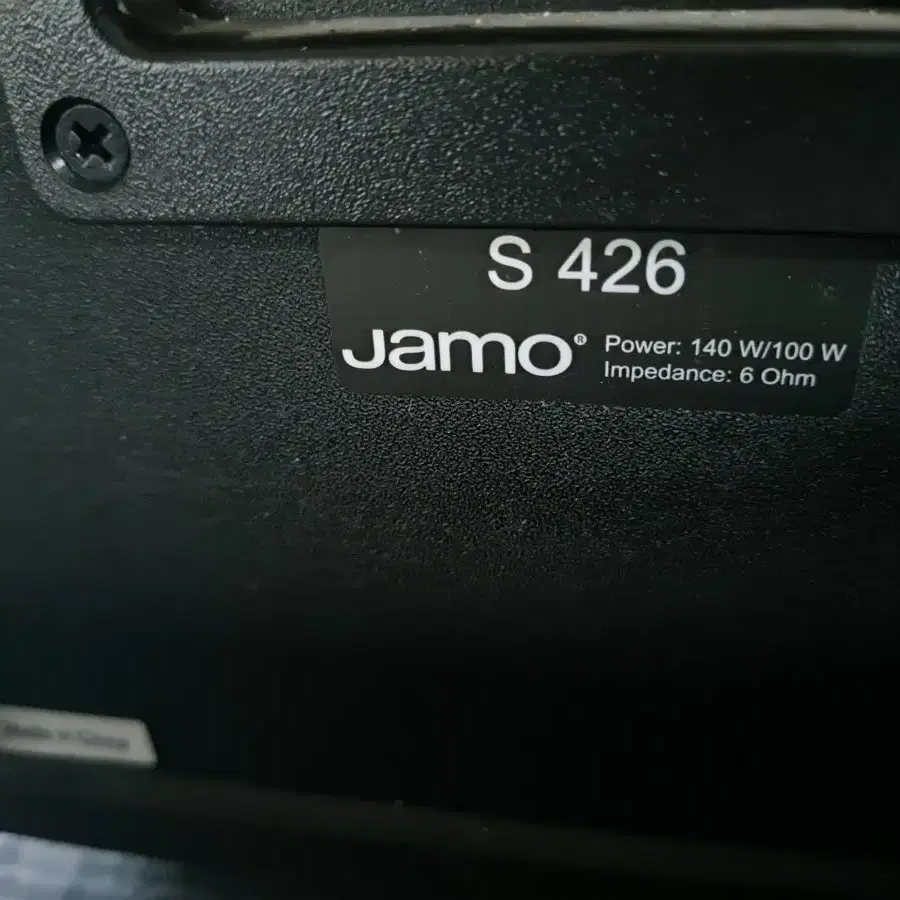 S 426
Jamo® Power: 140 W/100 W
Impedance: 6 Ohm